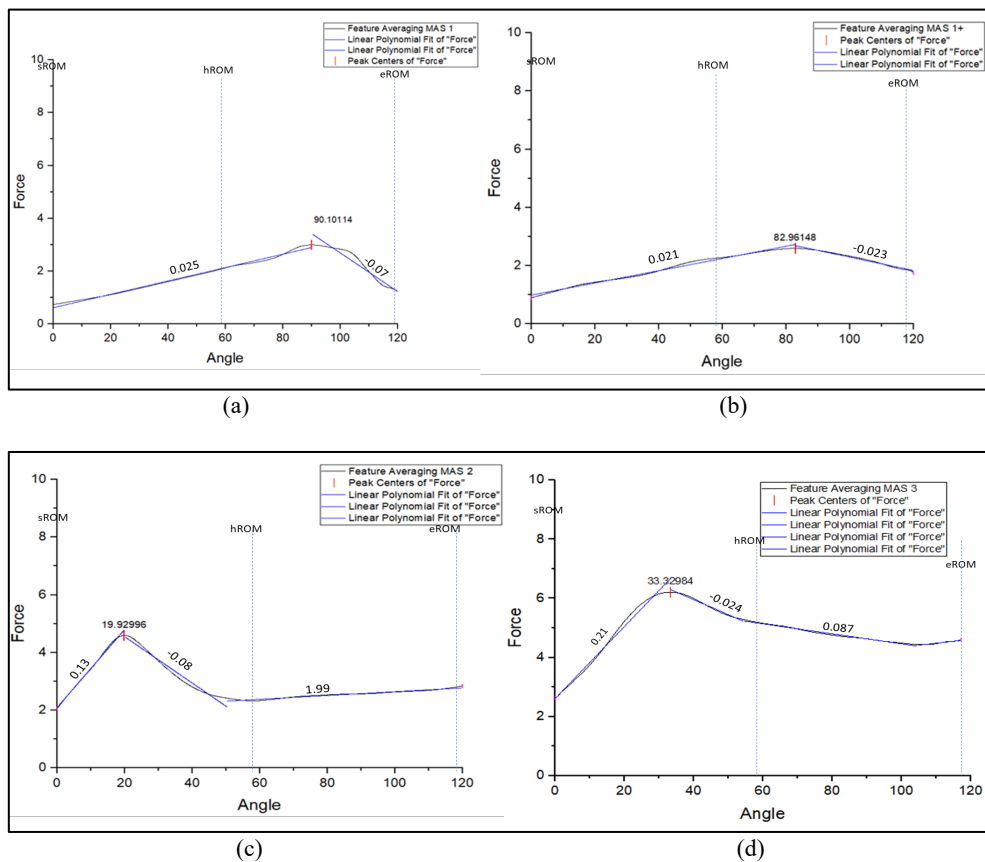 Feature Averaging MAS 1
Linear Polynomial Fit of "Force"
Linear Polynomial Fit of "Force"
Peak Centers of "Force"
10
sROM
hROM
eROM
8
6
4
2
0
90.10114
0.025
-0.07
Force
0 20 40 60 80 100 120
Angle
Feature Averaging MAS 1+
Peak Centers of "Force"
Linear Polynomial Fit of "Force"
Linear Polynomial Fit of "Force"
10
sROM
hROM
eROM
8
6
4
2
0
82.96148
0.021
-0.023
Force
0 20 40 60 80 100 120
Angle
(a)
(b)
Feature Averaging MAS 2
Peak Centers of "Force"
Linear Polynomial Fit of "Force"
Linear Polynomial Fit of "Force"
Linear Polynomial Fit of "Force"
10
sROM
hROM
eROM
8
6
4
2
0
19.92996
0.13
-0.08
1.99
Force
0 20 40 60 80 100 120
Angle
Feature Averaging MAS 3
Peak Centers of "Force"
Linear Polynomial Fit of "Force"
Linear Polynomial Fit of "Force"
Linear Polynomial Fit of "Force"
Linear Polynomial Fit of "Force"
10
sROM
hROM
eROM
8
6
4
2
0
33.32984
0.21
-0.024
0.087
Force
0 20 40 60 80 100 120
Angle
(c)
(d)